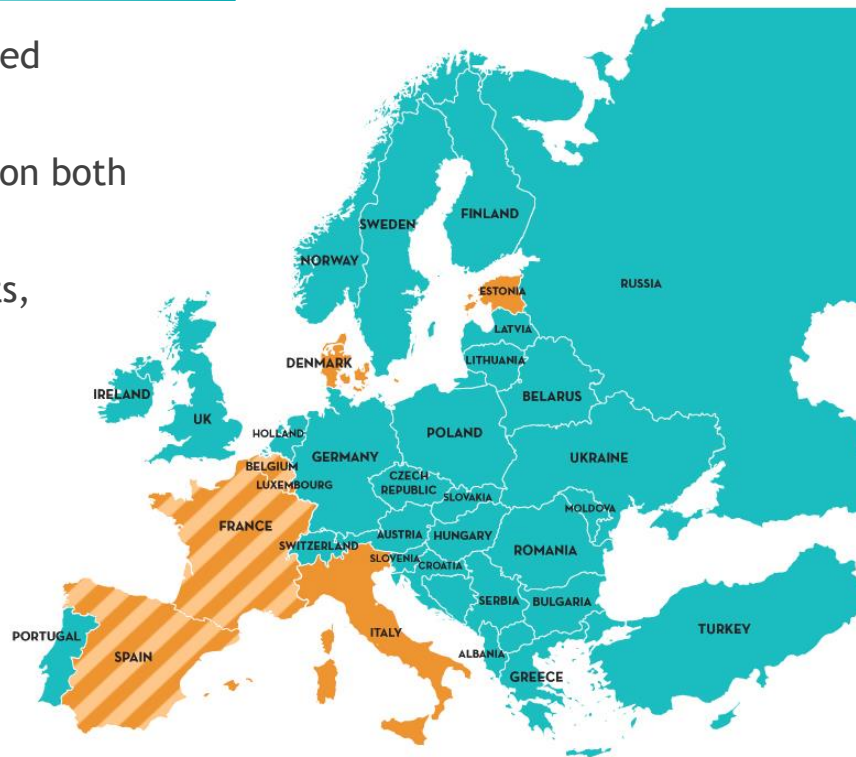 ed
on both
s,
SWEDEN
FINLAND
NORWAY
RUSSIA
ESTONIA
LATVIA
DENMARK
LITHUANIA
IRELAND
BELARUS
UK
HOLLAND
POLAND
GERMANY
UKRAINE
BELGIUM
LUXEMBOURG
CZECH
REPUBLIC
SLOVAKIA
MOLDOVA
FRANCE
AUSTRIA
HUNGARY
SWITZERLAND
ROMANIA
SLOVENIA
CROATIA
SERBIA
BULGARIA
PORTUGAL
ITALY
TURKEY
SPAIN
ALBANIA
GREECE